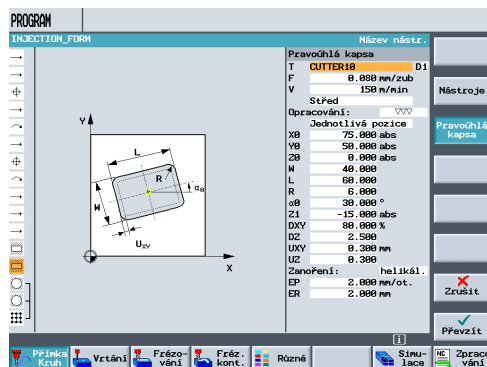 PROGRAM
INJECTION_FORM
Název nástr.
Pravoúhlá kapsa
T CUTTER10 D1
F 0.080 mm/zub
V 150 m/min
Střed
Opracování: ▽▽▽
Jednotlivá pozice
X0 75.000 abs
Y0 50.000 abs
Z0 0.000 abs
W 40.000
L 60.000
R 6.000
α0 30.000 °
Z1 -15.000 abs
DXY 80.000 %
DZ 2.500
UXY 0.300 mm
UZ 0.300
Zanoření: helikál.
EP 2.000 mm/ot.
ER 2.000 mm
Y
L
R
α0
W
UXY
X
Nástroje
Pravoúhlá
kapsa
Zrušit
Převzít
i
Přímka
Kruh
Vrtání
Frézo-
vání
Fréz.
kont.
Různé
Simu-
lace
NC
Zprac
vání